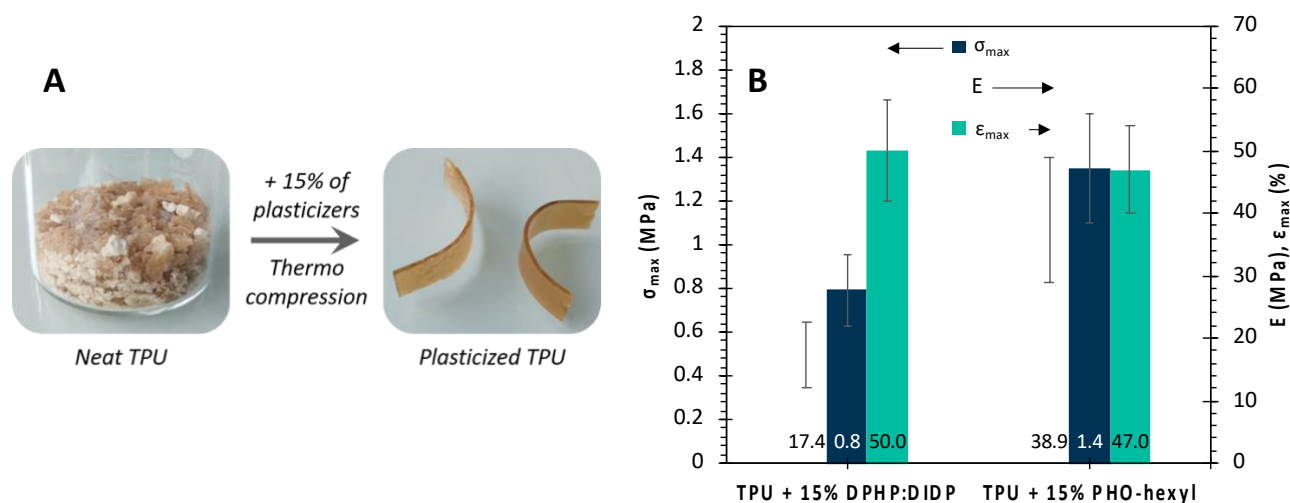 A
+ 15% of
plasticizers
Thermo
compression
Neat TPU
Plasticized TPU
B
σmax (MPa)
2
1.8
1.6
1.4
1.2
1
0.8
0.6
0.4
0.2
0
σmax
E
εmax
17.4 0.8 50.0
38.9 1.4 47.0
TPU + 15% DPHP:DIDP
TPU + 15% PHO-hexyl
70
60
50
40
30
20
10
0
E (MPa), εmax (%)